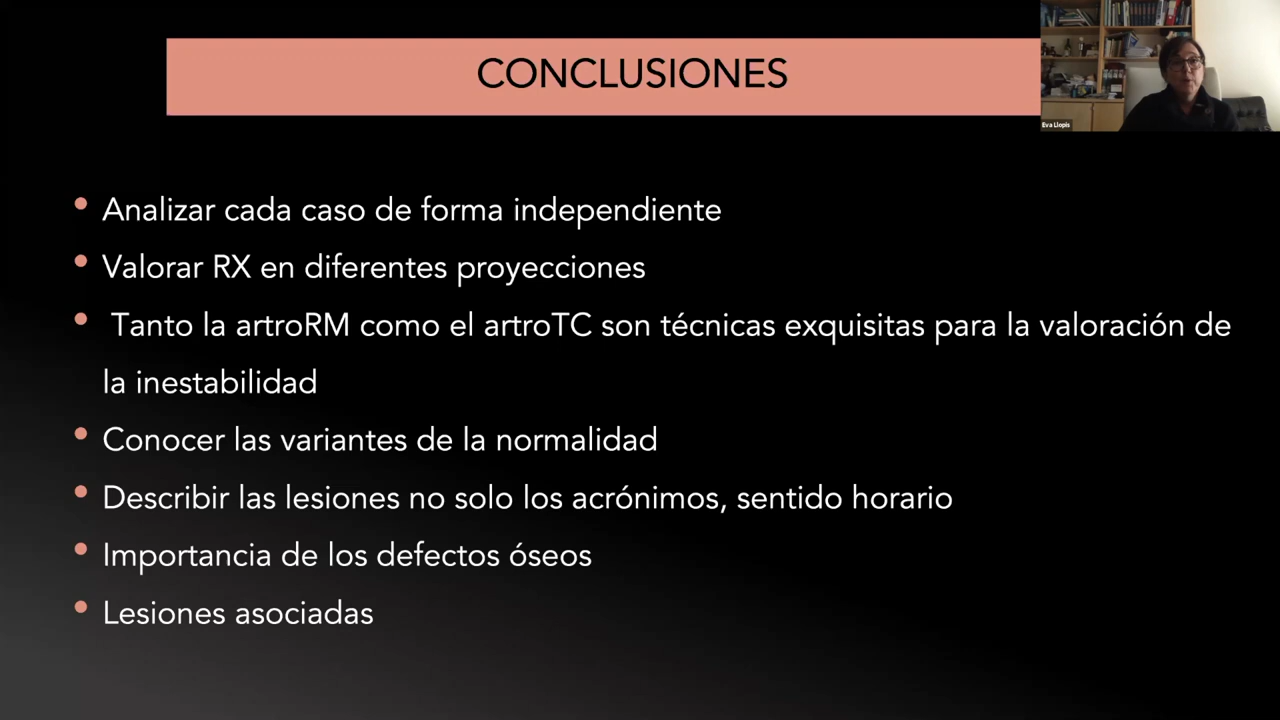 CONCLUSIONES
Eva Llopis
• Analizar cada caso de forma independiente
• Valorar RX en diferentes proyecciones
• Tanto la artroRM como el artroTC son técnicas exquisitas para la valoración de
la inestabilidad
• Conocer las variantes de la normalidad
• Describir las lesiones no solo los acrónimos, sentido horario
• Importancia de los defectos óseos
• Lesiones asociadas